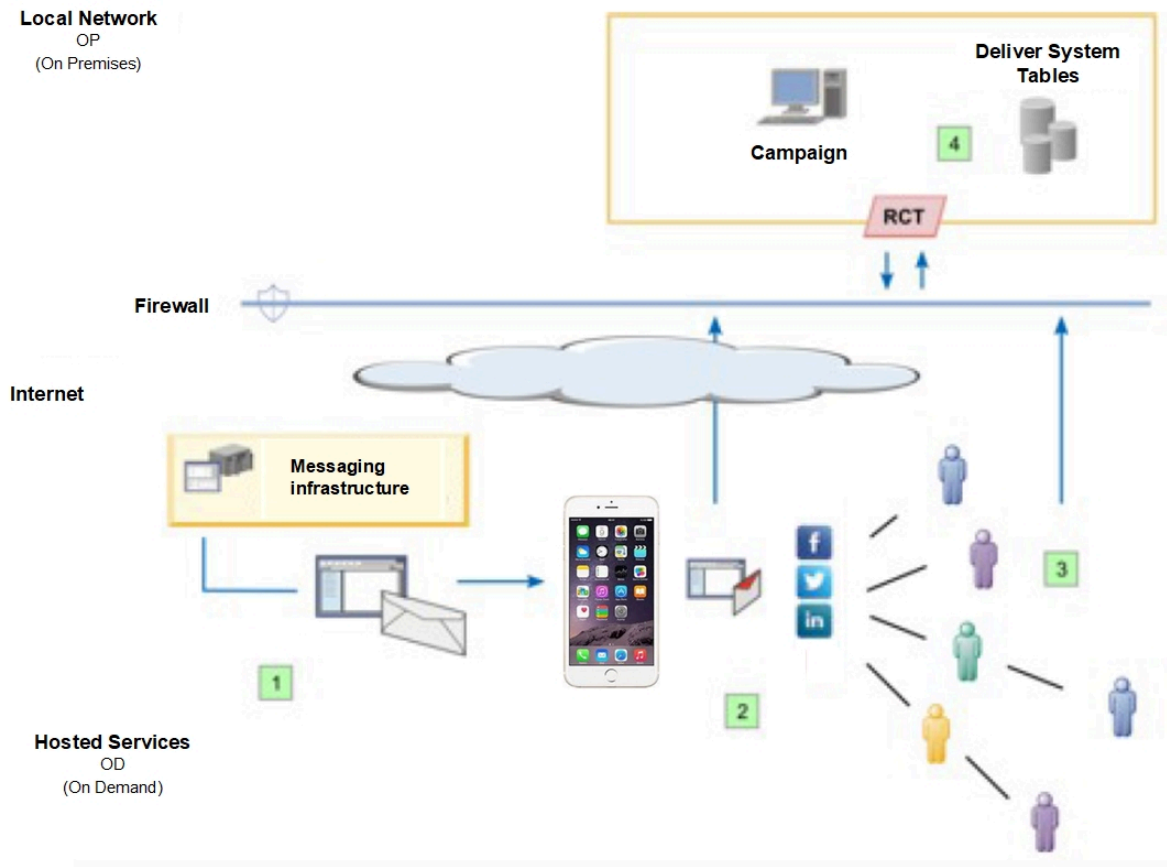 Local Network
OP
(On Premises)
Deliver System
Tables
Campaign
4
RCT
Firewall
Internet
Messaging
infrastructure
f
in
3
1
2
Hosted Services
OD
(On Demand)